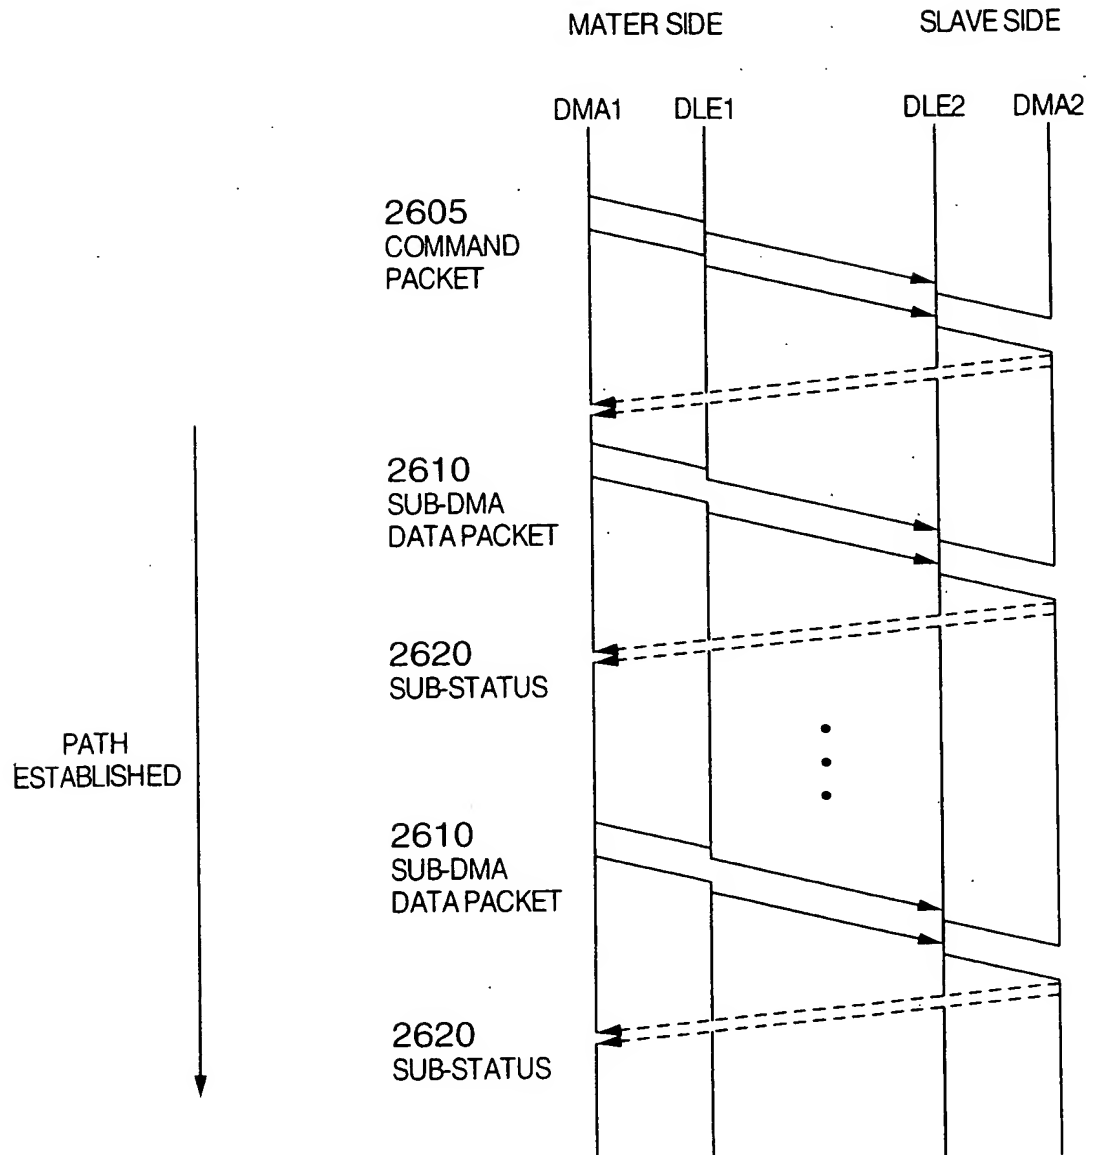 MATER SIDE SLAVE SIDE
DMA1 DLE1 DLE2 DMA2
2605
COMMAND
PACKET
2610
SUB-DMA
DATA PACKET
2620
SUB-STATUS
PATH
ESTABLISHED
2610
SUB-DMA
DATA PACKET
2620
SUB-STATUS